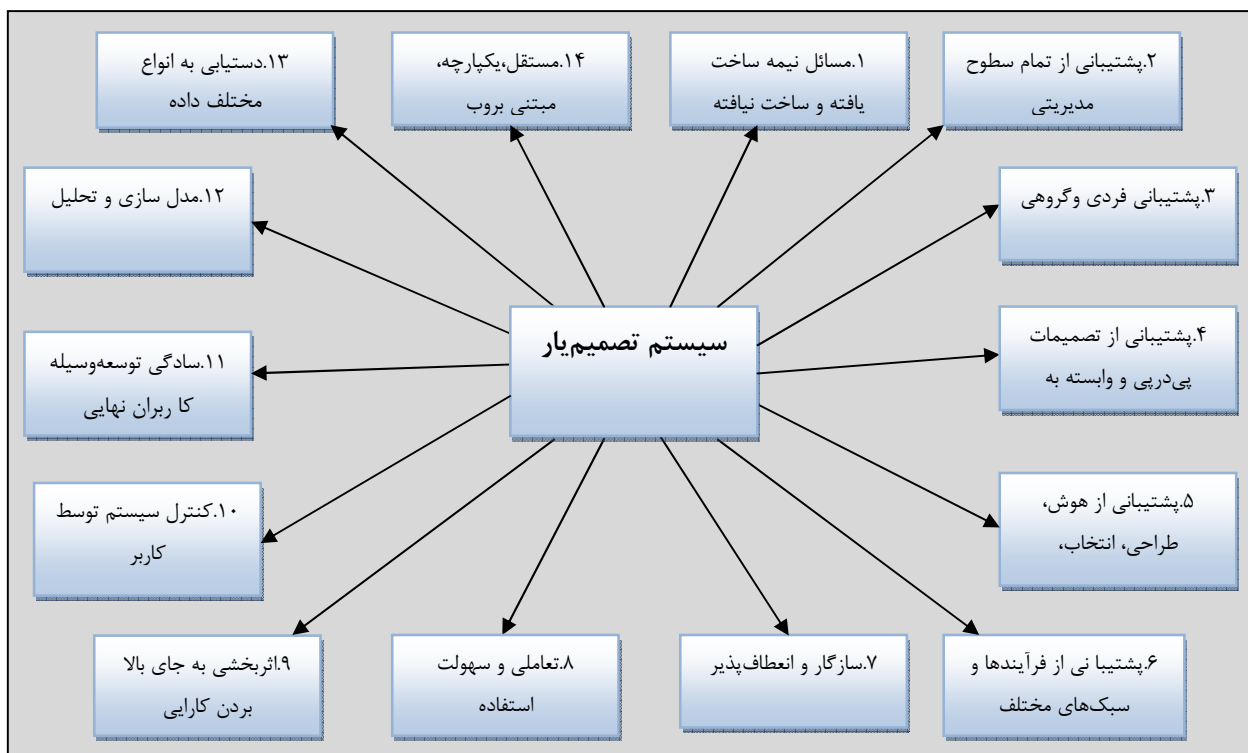 سیستم تصمیم‌یار
۱.مسائل نیمه ساخت
یافته و ساخت نیافته
۲.پشتیبانی از تمام سطوح
مدیریتی
۳.پشتیبانی فردی وگروهی
۴.پشتیبانی از تصمیمات
پی‌درپی و وابسته به
۵.پشتیبانی از هوش،
طراحی، انتخاب،
۶.پشتیبا نی از فرآیندها و
سبک‌های مختلف
۷.سازگار و انعطاف‌پذیر
۸.تعاملی و سهولت
استفاده
۹.اثربخشی به جای بالا
بردن کارایی
۱۰.کنترل سیستم توسط
کاربر
۱۱.سادگی توسعه‌وسیله
کا ربران نهایی
۱۲.مدل سازی و تحلیل
۱۳.دستیابی به انواع
مختلف داده
۱۴.مستقل،یکپارچه،
مبتنی بروب